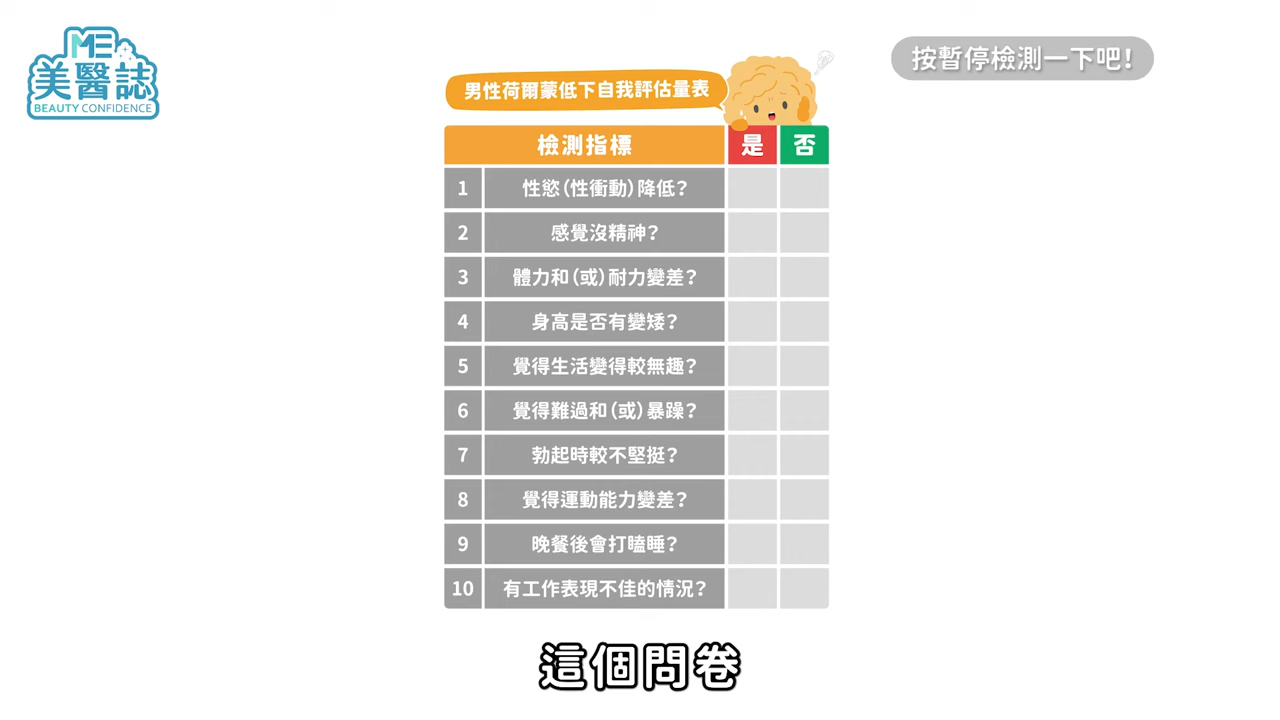 ME
美醫誌
BEAUTY CONFIDENCE
按暫停檢測一下吧!
男性荷爾蒙低下自我評估量表
檢測指標 是 否
1 性慾(性衝動)降低?
2 感覺沒精神?
3 體力和(或)耐力變差?
4 身高是否有變矮?
5 覺得生活變得較無趣?
6 覺得難過和(或)暴躁?
7 勃起時較不堅挺?
8 覺得運動能力變差?
9 晚餐後會打瞌睡?
10 有工作表現不佳的情況?
這個問卷